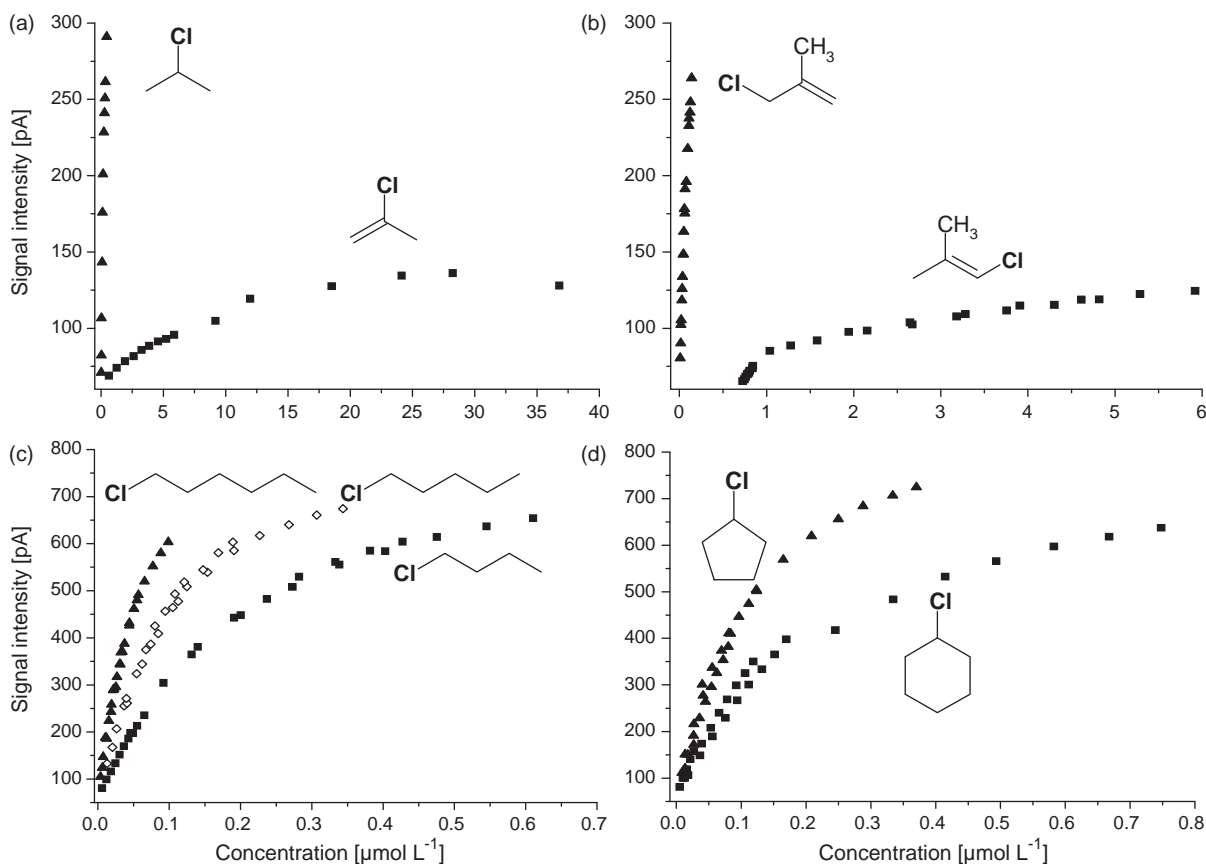 (a)
300
250
200
150
100
Signal intensity [pA]
Cl
Cl
0 5 10 15 20 25 30 35 40
(b)
300
250
200
150
100
CH3
Cl
CH3
Cl
0 1 2 3 4 5 6
(c)
800
700
600
500
400
300
200
100
Signal intensity [pA]
Cl
Cl
Cl
0.0 0.1 0.2 0.3 0.4 0.5 0.6 0.7
Concentration [µmol L-1]
(d)
800
700
600
500
400
300
200
100
Cl
Cl
0.0 0.1 0.2 0.3 0.4 0.5 0.6 0.7 0.8
Concentration [µmol L-1]